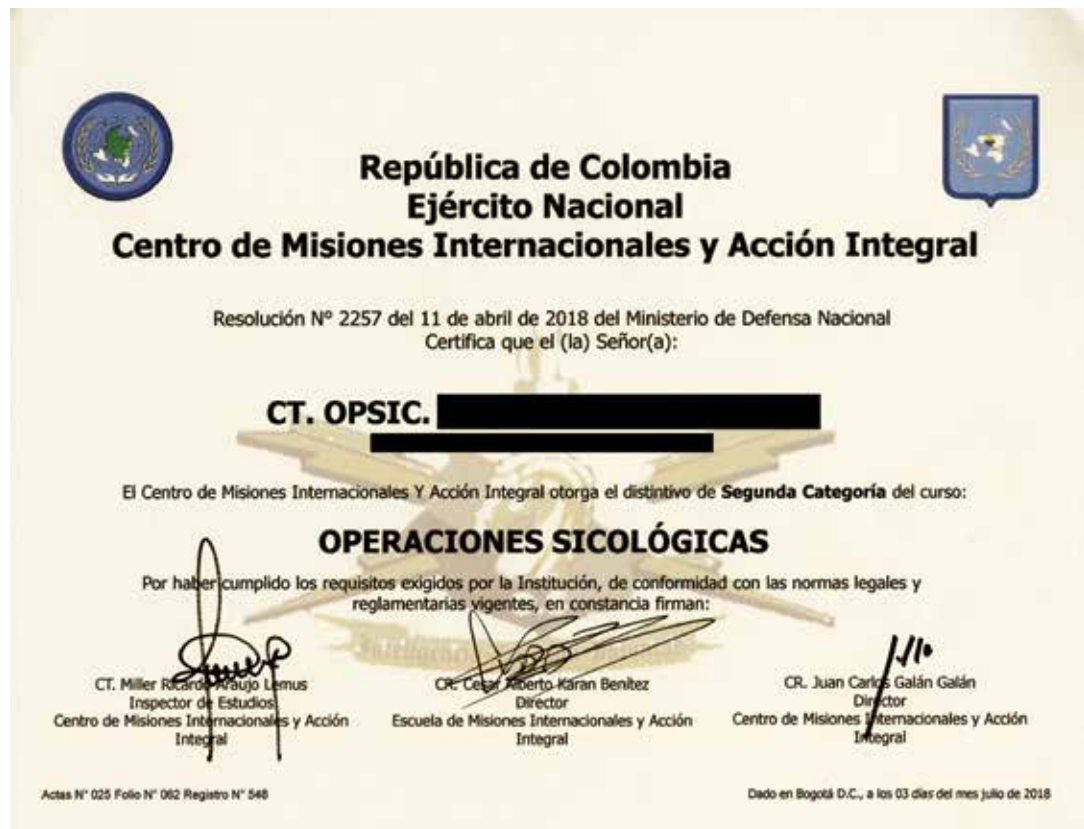 República de Colombia
Ejército Nacional
Centro de Misiones Internacionales y Acción Integral
Resolución Nº 2257 del 11 de abril de 2018 del Ministerio de Defensa Nacional
Certifica que el (la) Señor(a):
CT. OPSIC.
El Centro de Misiones Internacionales Y Acción Integral otorga el distintivo de Segunda Categoría del curso:
OPERACIONES SICOLÓGICAS
Por haber cumplido los requisitos exigidos por la Institución, de conformidad con las normas legales y
reglamentarias vigentes, en constancia firman:
CT. Miller Ricardo Araujo Lemus
Inspector de Estudios
Centro de Misiones Internacionales y Acción
Integral
CR. Cesar Alberto Karan Benítez
Director
Escuela de Misiones Internacionales y Acción
Integral
CR. Juan Carlos Galán Galán
Director
Centro de Misiones Internacionales y Acción
Integral
Actas Nº 025 Folio Nº 062 Registro Nº 548
Dado en Bogotá D.C., a los 03 días del mes julio de 2018